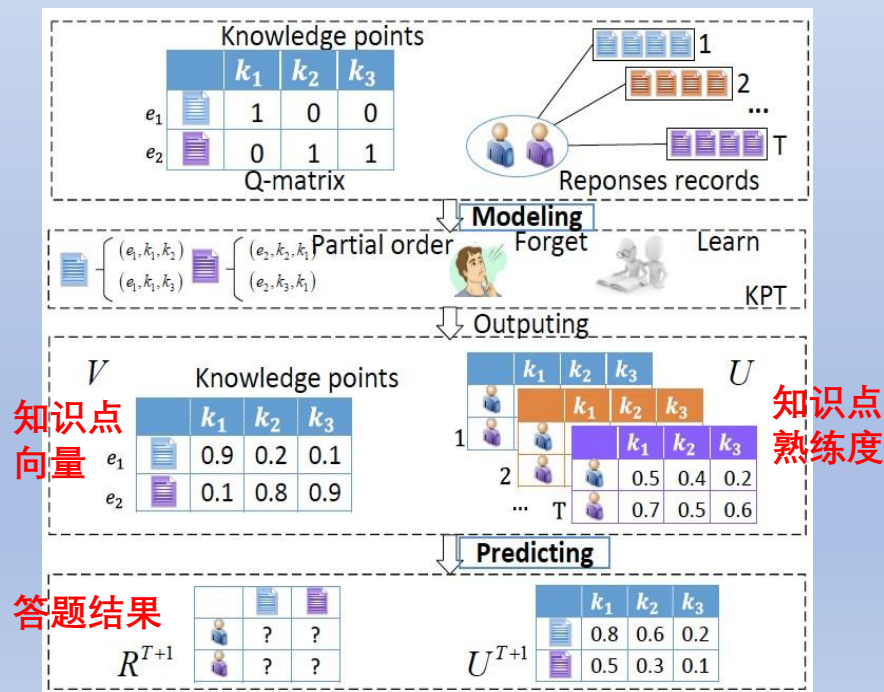 Knowledge points
k₁ k₂ k₃
e₁ 1 0 0
e₂ 0 1 1
Q-matrix
1
2
...
T
Reponses records
Modeling
(e₁,k₁,k₂) (e₂,k₂,k₁) Partial order Forget Learn
(e₁,k₁,k₃) (e₂,k₃,k₁)
KPT
Outputing
V
Knowledge points
知识点
向量
k₁ k₂ k₃
e₁ 0.9 0.2 0.1
e₂ 0.1 0.8 0.9
U
知识点
熟练度
k₁ k₂ k₃
1
k₁ k₂ k₃
2
k₁ k₂ k₃
0.5 0.4 0.2
... T 0.7 0.5 0.6
Predicting
答题结果
? ?
? ?
R^{T+1}
k₁ k₂ k₃
0.8 0.6 0.2
0.5 0.3 0.1
U^{T+1}